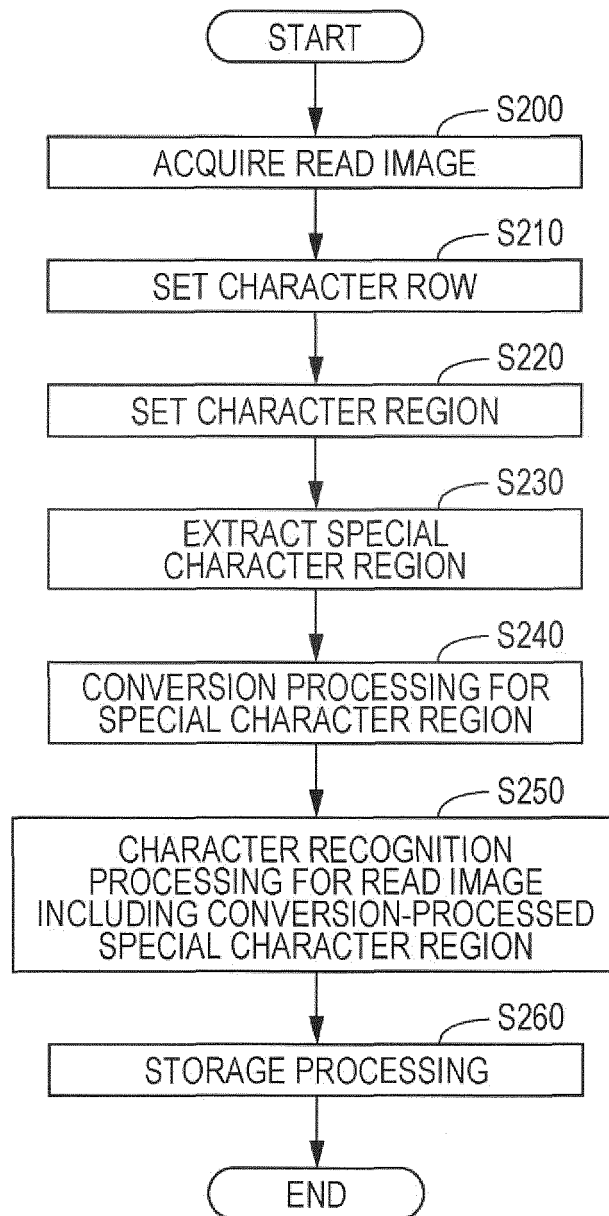 START
S200
ACQUIRE READ IMAGE
S210
SET CHARACTER ROW
S220
SET CHARACTER REGION
S230
EXTRACT SPECIAL
CHARACTER REGION
S240
CONVERSION PROCESSING FOR
SPECIAL CHARACTER REGION
S250
CHARACTER RECOGNITION
PROCESSING FOR READ IMAGE
INCLUDING CONVERSION-PROCESSED
SPECIAL CHARACTER REGION
S260
STORAGE PROCESSING
END